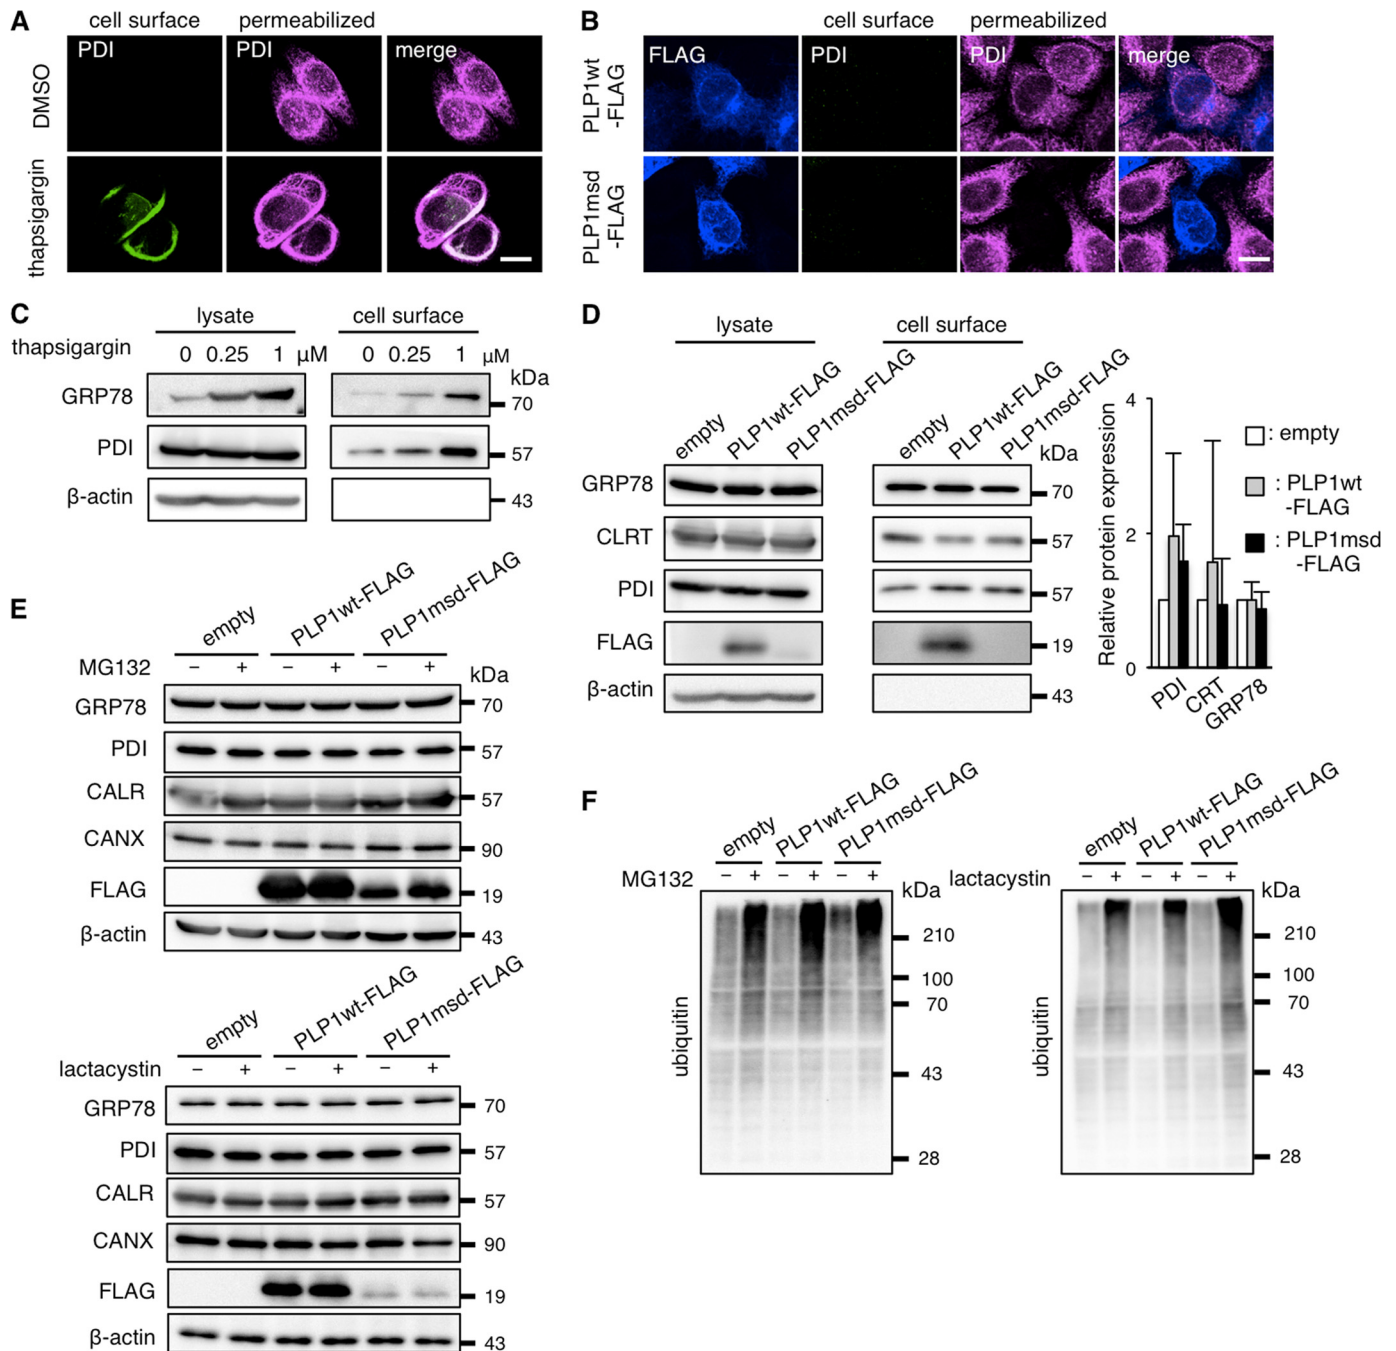 A
cell surface
permeabilized
PDI
PDI
merge
DMSO
thapsigargin
B
cell surface
permeabilized
FLAG
PDI
PDI
merge
PLP1wt
-FLAG
PLP1msd
-FLAG
C
lysate
cell surface
thapsigargin
0 0.25 1 μM
0 0.25 1 μM
kDa
GRP78
70
PDI
57
β-actin
43
D
lysate
cell surface
empty
PLP1wt-FLAG
PLP1msd-FLAG
empty
PLP1wt-FLAG
PLP1msd-FLAG
kDa
GRP78
70
CLRT
57
PDI
57
FLAG
19
β-actin
43
Relative protein expression
4
2
0
PDI
CRT
GRP78
: empty
: PLP1wt
-FLAG
: PLP1msd
-FLAG
E
empty
PLP1wt-FLAG
PLP1msd-FLAG
MG132
– + – + – +
kDa
GRP78
70
PDI
57
CALR
57
CANX
90
FLAG
19
β-actin
43
empty
PLP1wt-FLAG
PLP1msd-FLAG
lactacystin
– + – + – +
GRP78
70
PDI
57
CALR
57
CANX
90
FLAG
19
β-actin
43
F
empty
PLP1wt-FLAG
PLP1msd-FLAG
MG132
– + – + – +
kDa
ubiquitin
210
100
70
43
28
empty
PLP1wt-FLAG
PLP1msd-FLAG
lactacystin
– + – + – +
kDa
ubiquitin
210
100
70
43
28